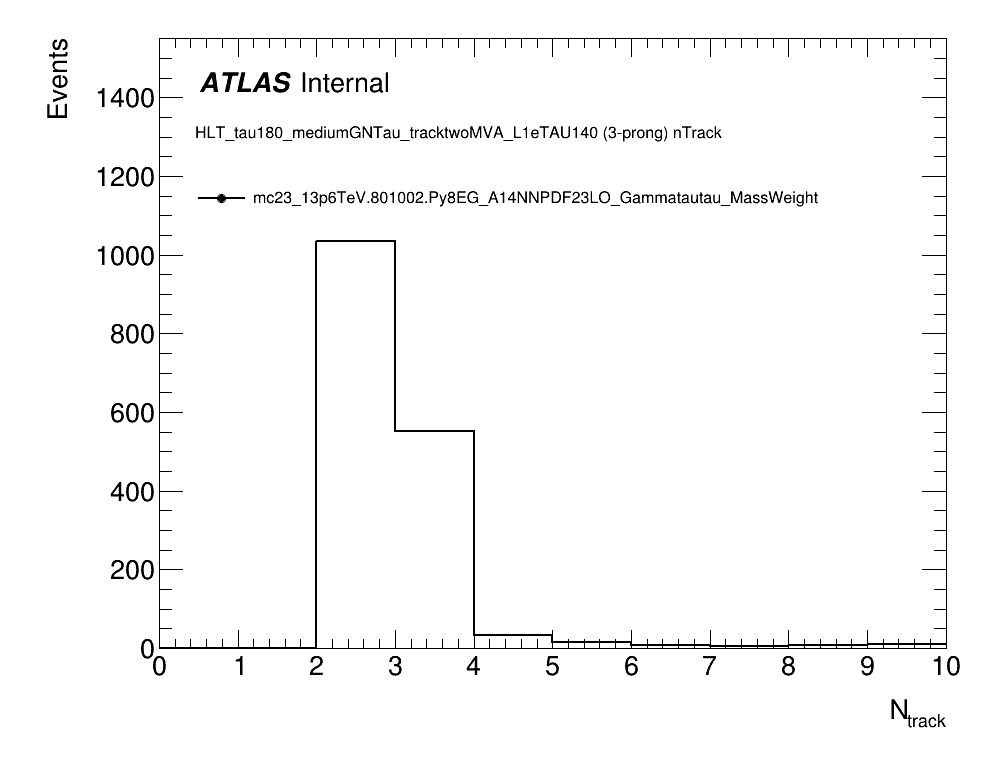 Events
ATLAS Internal
HLT_tau180_mediumGNTau_tracktwoMVA_L1eTAU140 (3-prong) nTrack
mc23_13p6TeV.801002.Py8EG_A14NNPDF23LO_Gammatautau_MassWeight
1400
1200
1000
800
600
400
200
0
0 1 2 3 4 5 6 7 8 9 10
Ntrack